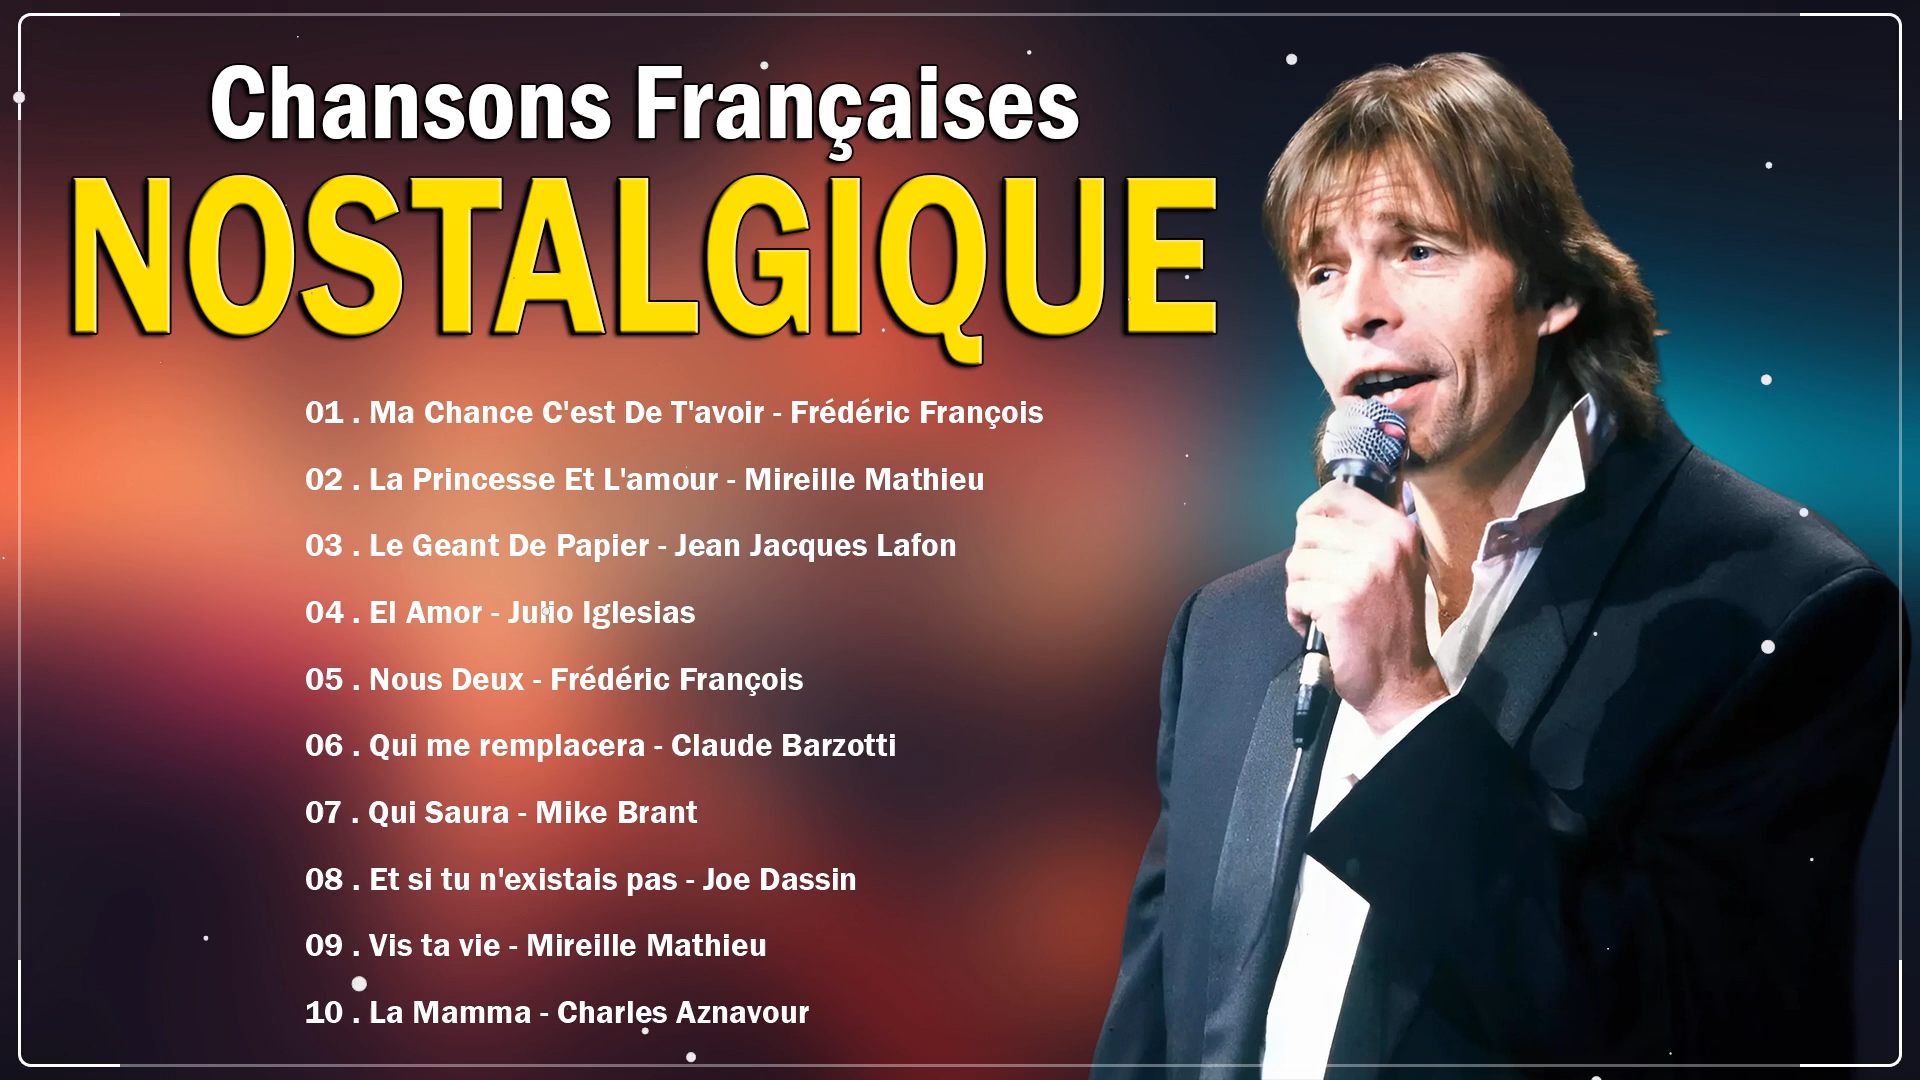 Chansons Françaises
NOSTALGIQUE
01 . Ma Chance C'est De T'avoir - Frédéric François
02 . La Princesse Et L'amour - Mireille Mathieu
03 . Le Geant De Papier - Jean Jacques Lafon
04 . El Amor - Julio Iglesias
05 . Nous Deux - Frédéric François
06 . Qui me remplacera - Claude Barzotti
07 . Qui Saura - Mike Brant
08 . Et si tu n'existais pas - Joe Dassin
09 . Vis ta vie - Mireille Mathieu
10 . La Mamma - Charles Aznavour